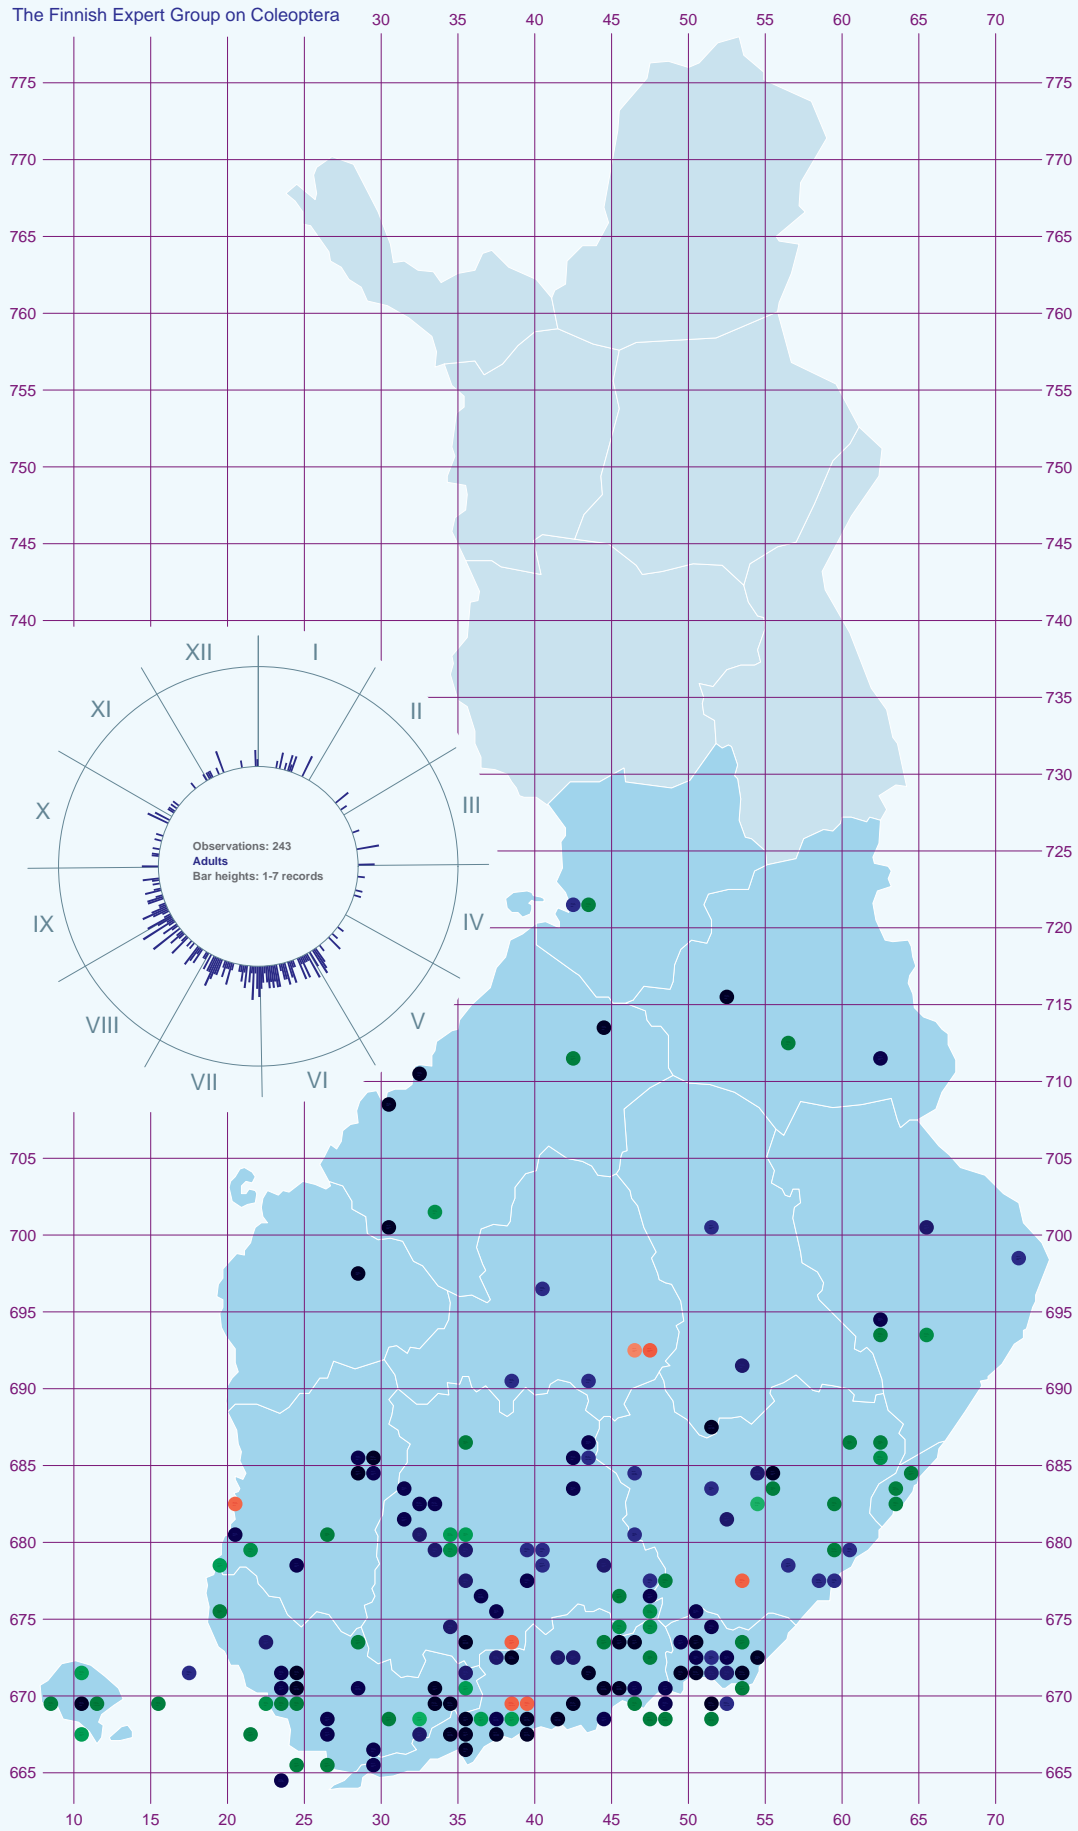 The Finnish Expert Group on Coleoptera 30 40 45 50 55 60 65 70
775 775
770 770
765 765
760 760
755 755
750 750
745 745
740 740
XII I
735
XI II
730
X III
Observations: 243
Adults
Bar heights: 1-7 records
725
IX IV
720
VIII V
715
VII VI
710
705 705
700 700
695 695
690 690
685 685
680 680
675 675
670 670
665 665
10 15 20 25 30 35 40 45 50 55 60 65 70